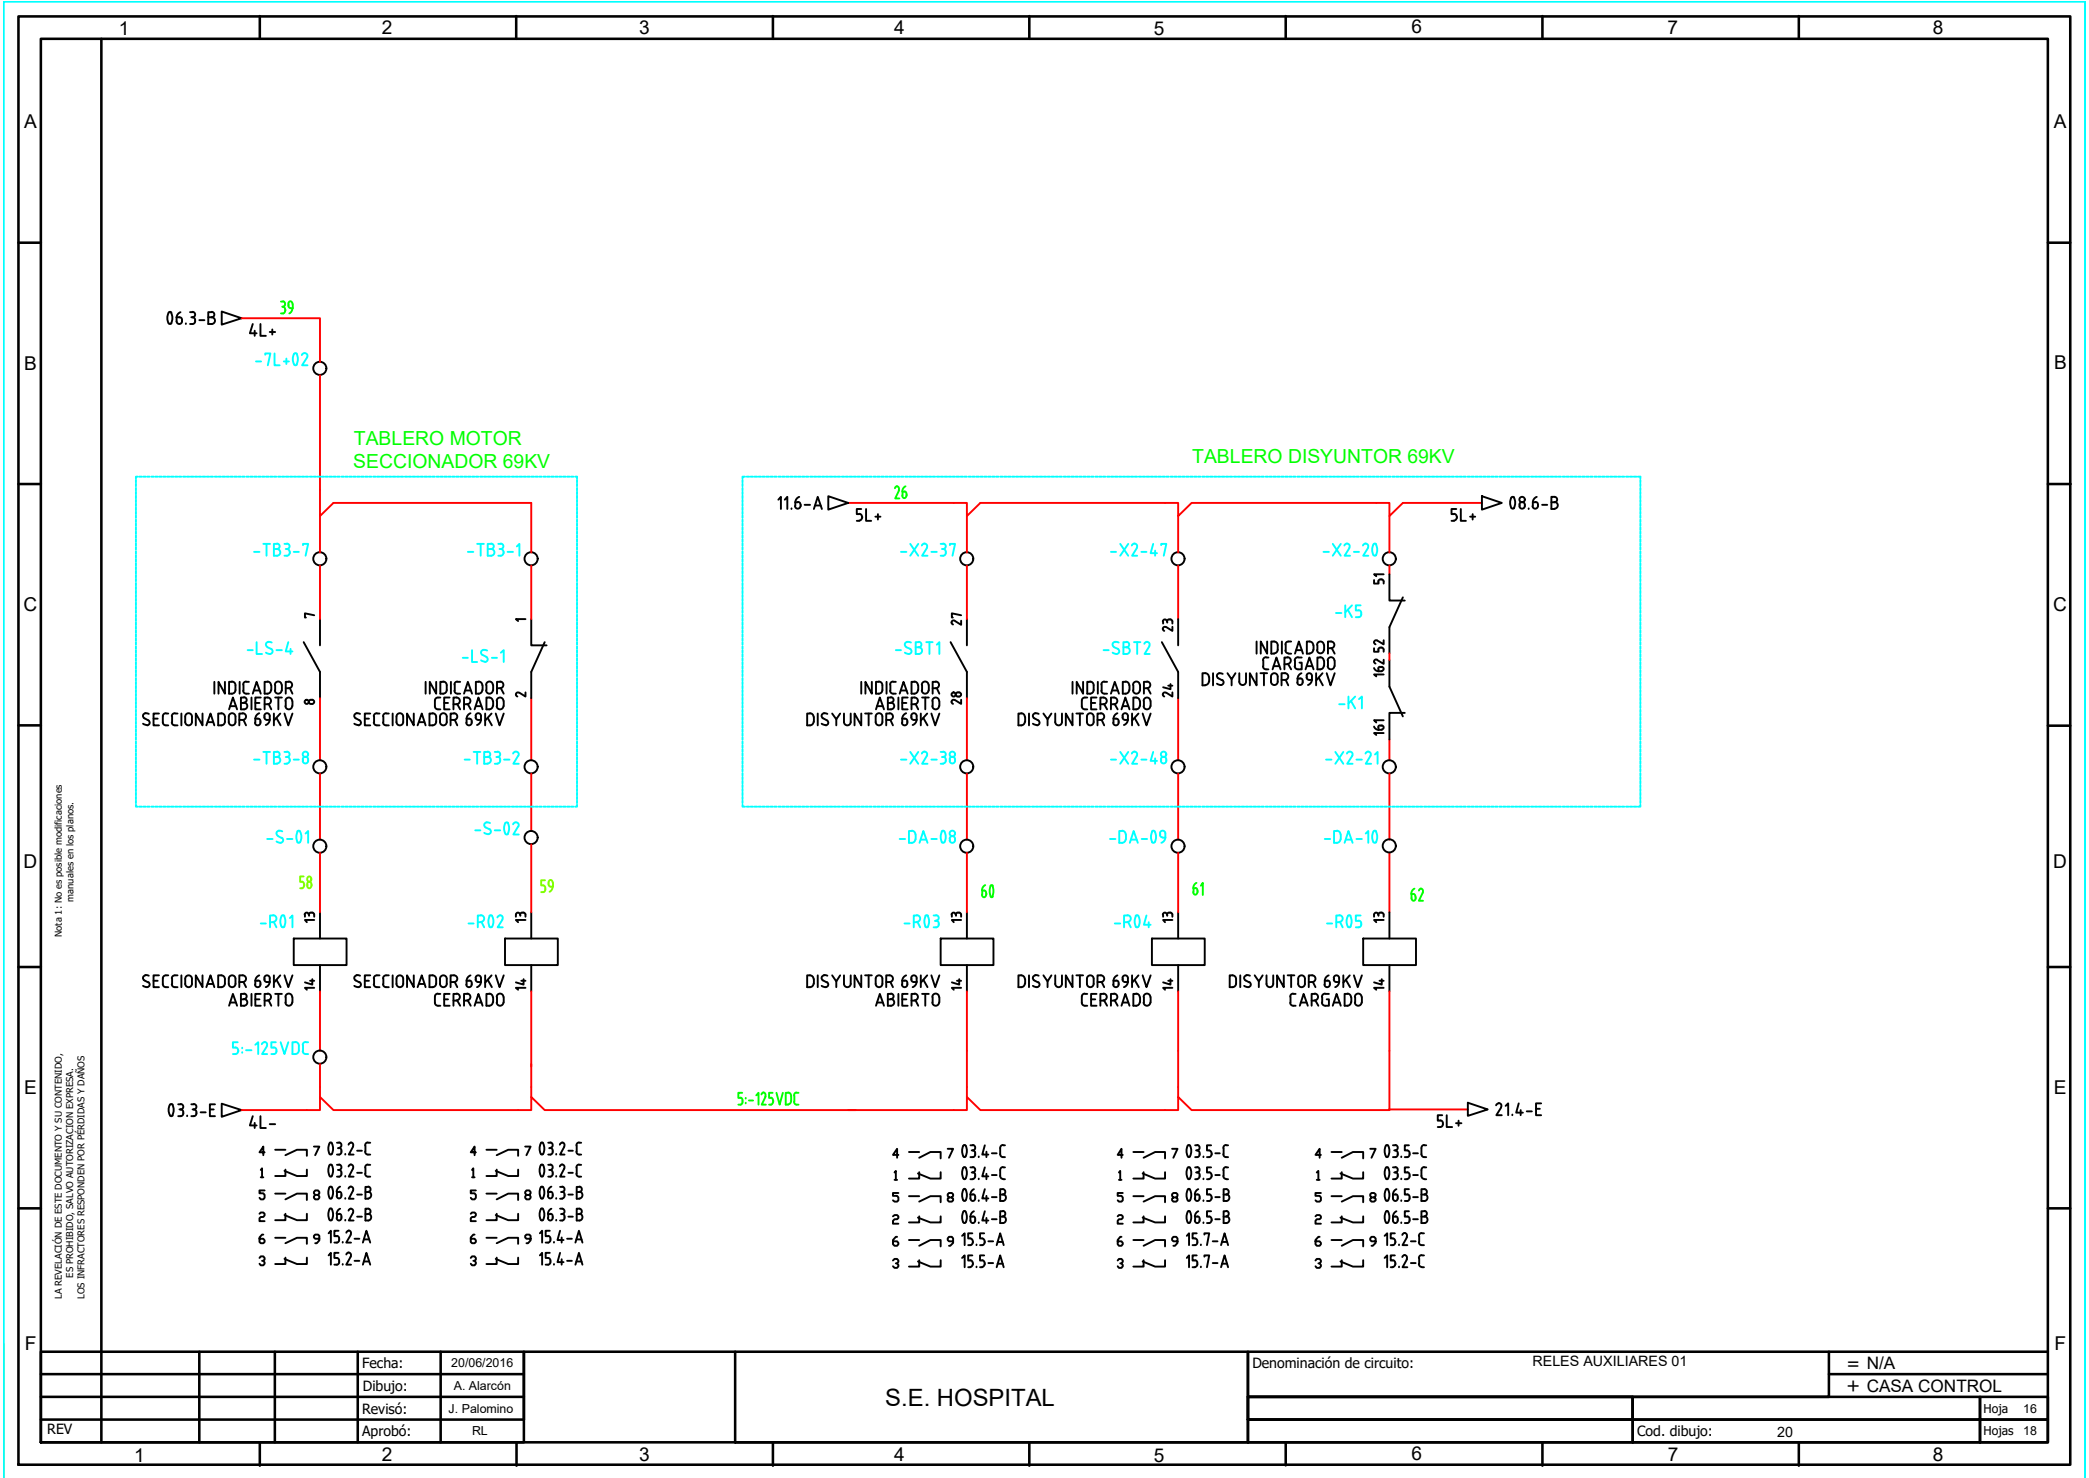 1 2 3 4 5 6 7 8
A A
B B
C C
D D
E E
F F
39
06.3-B
4L+
-7L+02
TABLERO MOTOR
SECCIONADOR 69KV
TABLERO DISYUNTOR 69KV
11.6-A
26
5L+
5L+
08.6-B
-TB3-7
-TB3-1
-X2-37
-X2-47
-X2-20
7
1
27
23
51
-K5
-LS-4
-LS-1
-SBT1
-SBT2
52
162
INDICADOR
ABIERTO
SECCIONADOR 69KV
8
INDICADOR
CERRADO
SECCIONADOR 69KV
2
INDICADOR
ABIERTO
DISYUNTOR 69KV
28
INDICADOR
CERRADO
DISYUNTOR 69KV
24
INDICADOR
CARGADO
DISYUNTOR 69KV
-K1
161
-TB3-8
-TB3-2
-X2-38
-X2-48
-X2-21
-S-01
-S-02
-DA-08
-DA-09
-DA-10
58
59
60
61
62
-R01 13
-R02 13
-R03 13
-R04 13
-R05 13
SECCIONADOR 69KV
ABIERTO
14
SECCIONADOR 69KV
CERRADO
14
DISYUNTOR 69KV
ABIERTO
14
DISYUNTOR 69KV
CERRADO
14
DISYUNTOR 69KV
CARGADO
14
5:-125VDC
03.3-E
4L-
5:-125VDC
5L+
21.4-E
4 7 03.2-C
1 03.2-C
5 8 06.2-B
2 06.2-B
6 9 15.2-A
3 15.2-A
4 7 03.2-C
1 03.2-C
5 8 06.3-B
2 06.3-B
6 9 15.4-A
3 15.4-A
4 7 03.4-C
1 03.4-C
5 8 06.4-B
2 06.4-B
6 9 15.5-A
3 15.5-A
4 7 03.5-C
1 03.5-C
5 8 06.5-B
2 06.5-B
6 9 15.7-A
3 15.7-A
4 7 03.5-C
1 03.5-C
5 8 06.5-B
2 06.5-B
6 9 15.2-C
3 15.2-C
Nota 1: No es posible modificaciones
manuales en los planos.
LA REVELACIÓN DE ESTE DOCUMENTO Y SU CONTENIDO,
ES PROHIBIDO, SALVO AUTORIZACION EXPRESA.
LOS INFRACTORES RESPONDEN POR PÉRDIDAS Y DAÑOS
REV
Fecha: 20/06/2016
Dibujo: A. Alarcón
Revisó: J. Palomino
Aprobó: RL
S.E. HOSPITAL
Denominación de circuito: RELES AUXILIARES 01
= N/A
+ CASA CONTROL
Hoja 16
Cod. dibujo: 20
Hojas 18
1 2 3 4 5 6 7 8